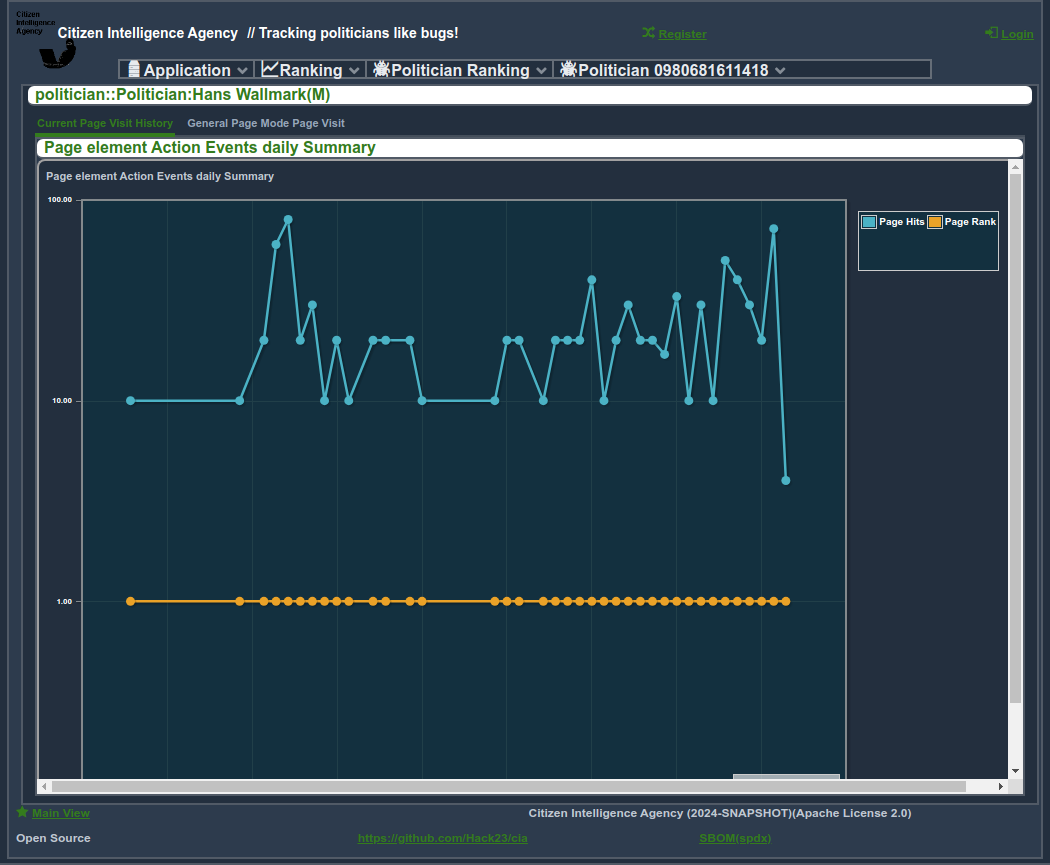 Citizen
Intelligence
Agency
Citizen Intelligence Agency // Tracking politicians like bugs!
Register
Login
Application
Ranking
Politician Ranking
Politician 0980681611418
politician::Politician:Hans Wallmark(M)
Current Page Visit History
General Page Mode Page Visit
Page element Action Events daily Summary
Page element Action Events daily Summary
100.00
10.00
1.00
Page Hits
Page Rank
Main View
Citizen Intelligence Agency (2024-SNAPSHOT)(Apache License 2.0)
Open Source
https://github.com/Hack23/cia
SBOM(spdx)